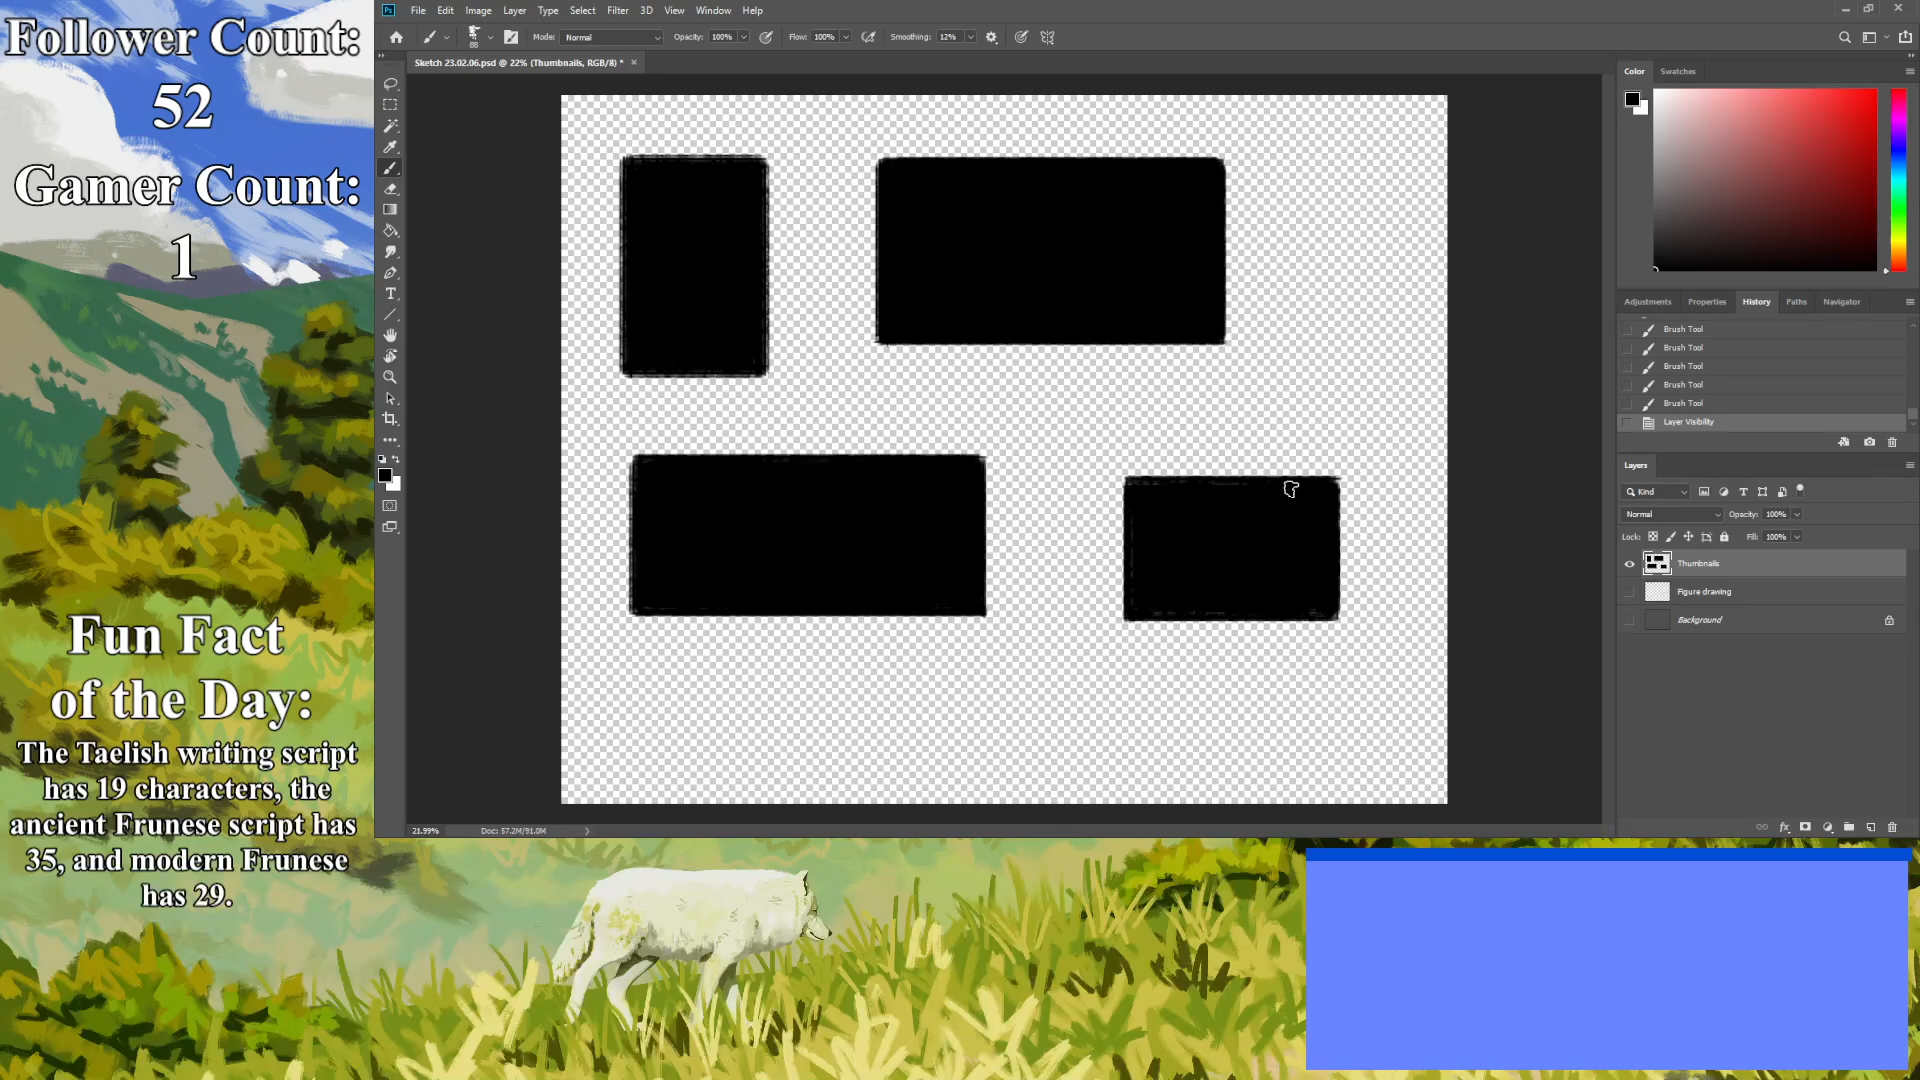 Follower Count:
52
Gamer Count:
1
Fun Fact
of the Day:
The Taelish writing script
has 19 characters, the
ancient Frunese script has
35, and modern Frunese
has 29.
Ps File Edit Image Layer Type Select Filter 3D View Window Help
88 Mode: Normal Opacity: 100% Flow: 100% Smoothing: 12%
Sketch 23.02.06.psd @ 22% (Thumbnails, RGB/8) *
T
21.99% Doc: 57.2M/91.0M
Color Swatches
Adjustments Properties History Paths Navigator
Brush Tool
Brush Tool
Brush Tool
Brush Tool
Brush Tool
Layer Visibility
Layers
Kind
Normal Opacity: 100%
Lock: Fill: 100%
Thumbnails
Figure drawing
Background
fx